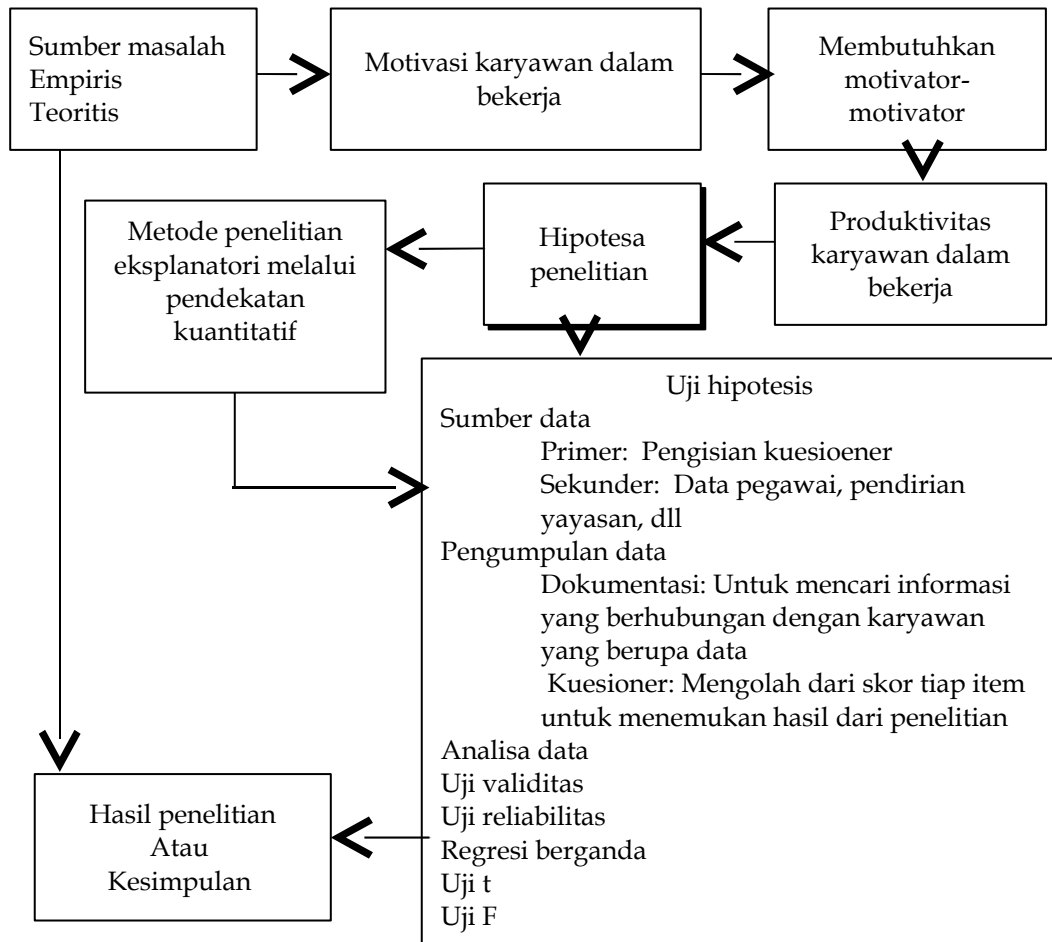 Sumber masalah
Empiris
Teoritis
Motivasi karyawan dalam
bekerja
Membutuhkan
motivator-
motivator
Metode penelitian
eksplanatori melalui
pendekatan
kuantitatif
Hipotesa
penelitian
Produktivitas
karyawan dalam
bekerja
Uji hipotesis
Sumber data
Primer: Pengisian kuesioener
Sekunder: Data pegawai, pendirian
yayasan, dll
Pengumpulan data
Dokumentasi: Untuk mencari informasi
yang berhubungan dengan karyawan
yang berupa data
Kuesioner: Mengolah dari skor tiap item
untuk menemukan hasil dari penelitian
Analisa data
Uji validitas
Uji reliabilitas
Regresi berganda
Uji t
Uji F
Hasil penelitian
Atau
Kesimpulan